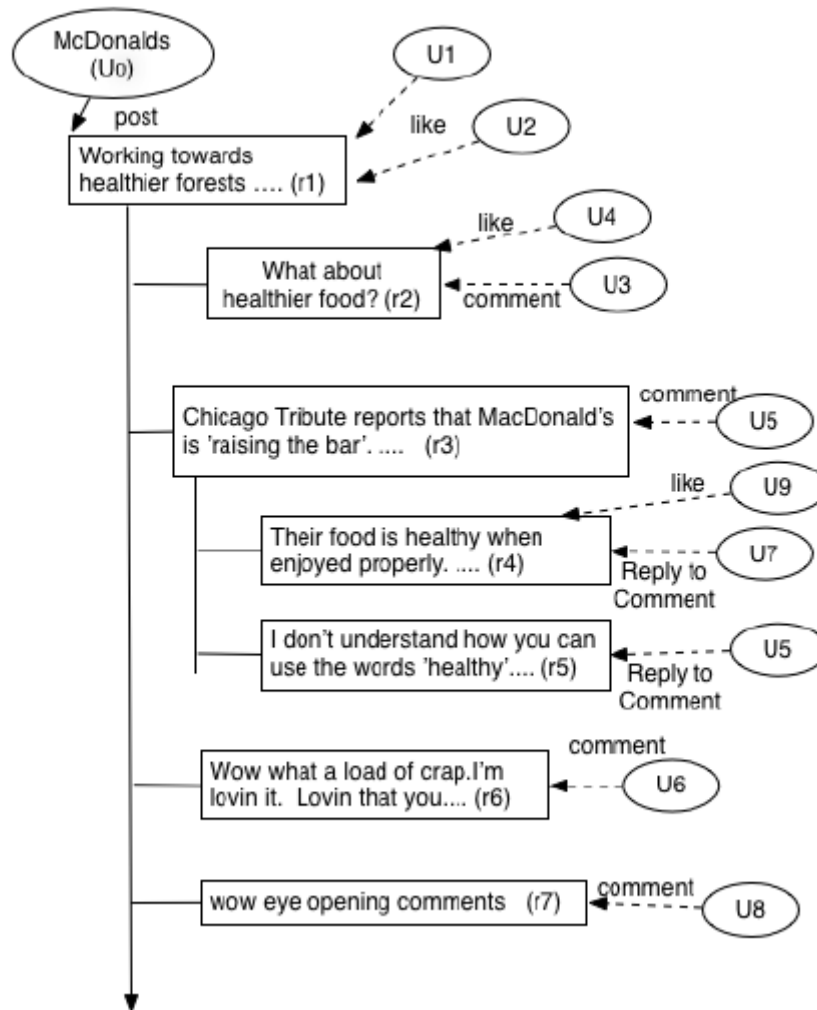 McDonalds
(U0)
U1
post
like
U2
Working towards
healthier forests .... (r1)
like
U4
What about
healthier food? (r2)
comment
U3
comment
Chicago Tribute reports that MacDonald's
is 'raising the bar'. .... (r3)
U5
like
U9
Their food is healthy when
enjoyed properly. .... (r4)
U7
Reply to
Comment
I don't understand how you can
use the words 'healthy'.... (r5)
U5
Reply to
Comment
comment
Wow what a load of crap.I'm
lovin it. Lovin that you.... (r6)
U6
wow eye opening comments (r7)
comment
U8